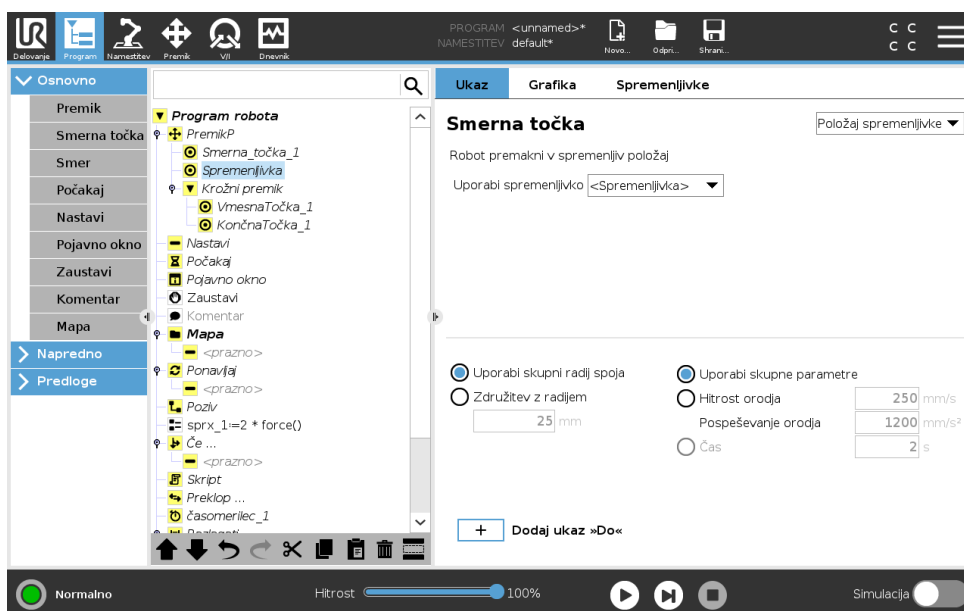 PROGRAM <unnamed>*
NAMESTITEV default*
Delovanje
Program
Namestitev
Premik
V/I
Dnevnik
Novo...
Odpri...
Shrani...
C C
C C
Osnovno
Premik
Smerna točka
Smer
Počakaj
Nastavi
Pojavno okno
Zaustavi
Komentar
Mapa
Napredno
Predloge
Program robota
PremikP
Smerna_točka_1
Spremenljivka
Krožni premik
VmesnaTočka_1
KončnaTočka_1
Nastavi
Počakaj
Pojavno okno
Zaustavi
Komentar
Mapa
<prazno>
Ponavljaj
<prazno>
Poziv
sprx_1:=2 * force()
Če ...
<prazno>
Skript
Preklop ...
časomerilec_1
Ukaz
Grafika
Spremenljivke
Smerna točka
Položaj spremenljivke
Robot premakni v spremenljiv položaj
Uporabi spremenljivko <Spremenljivka>
Uporabi skupni radij spoja
Združitev z radijem
25 mm
Uporabi skupne parametre
Hitrost orodja 250 mm/s
Pospeševanje orodja 1200 mm/s²
Čas 2 s
+ Dodaj ukaz »Do«
Normalno
Hitrost 100%
Simulacija